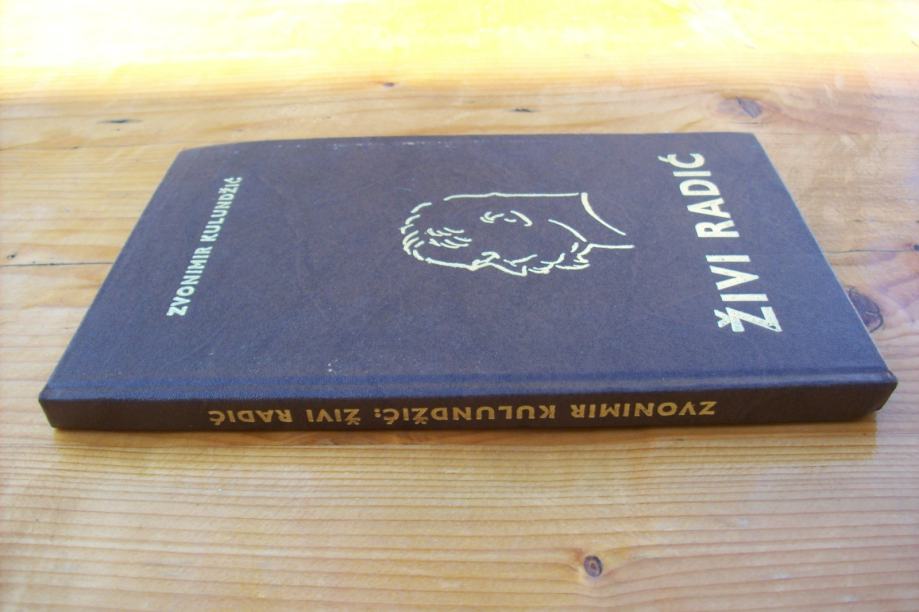 ZVONIMIR KULUNDŽIĆ
ŽIVI RADIĆ
ZVONIMIR KULUNDŽIĆ: ŽIVI RADIĆ